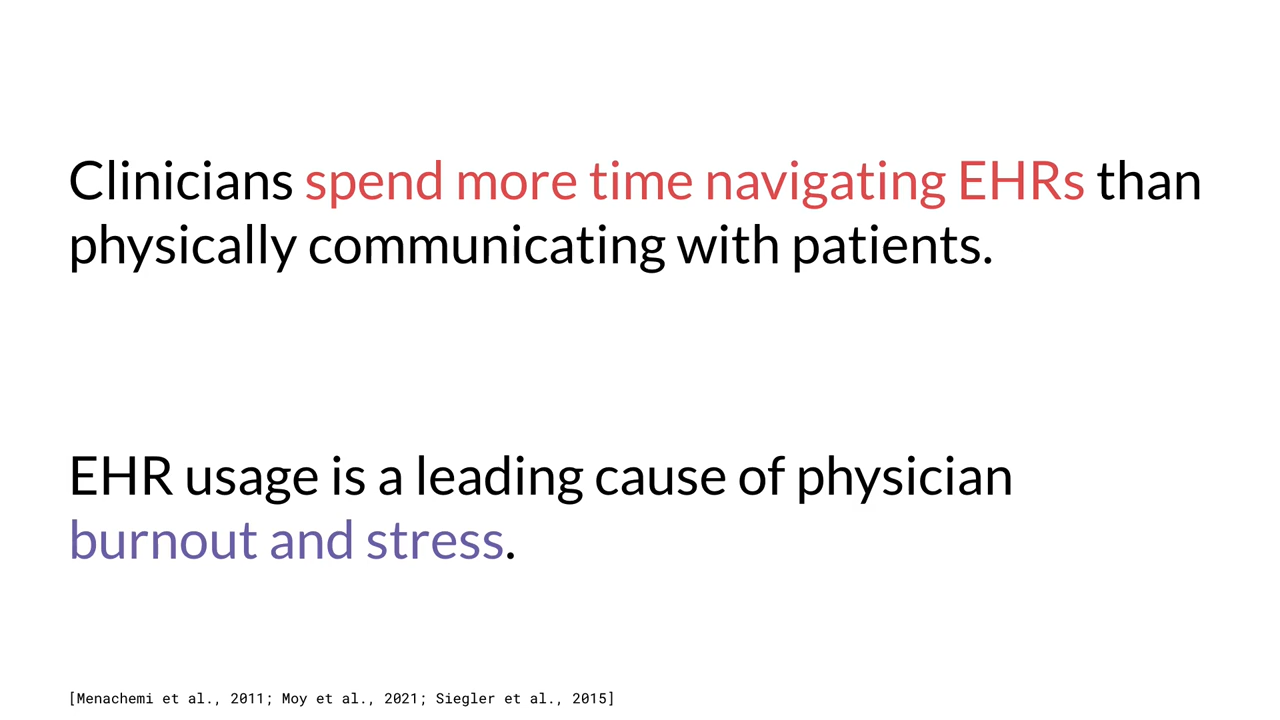 Clinicians spend more time navigating EHRs than
physically communicating with patients.
EHR usage is a leading cause of physician
burnout and stress.
[Menachemi et al., 2011; Moy et al., 2021; Siegler et al., 2015]